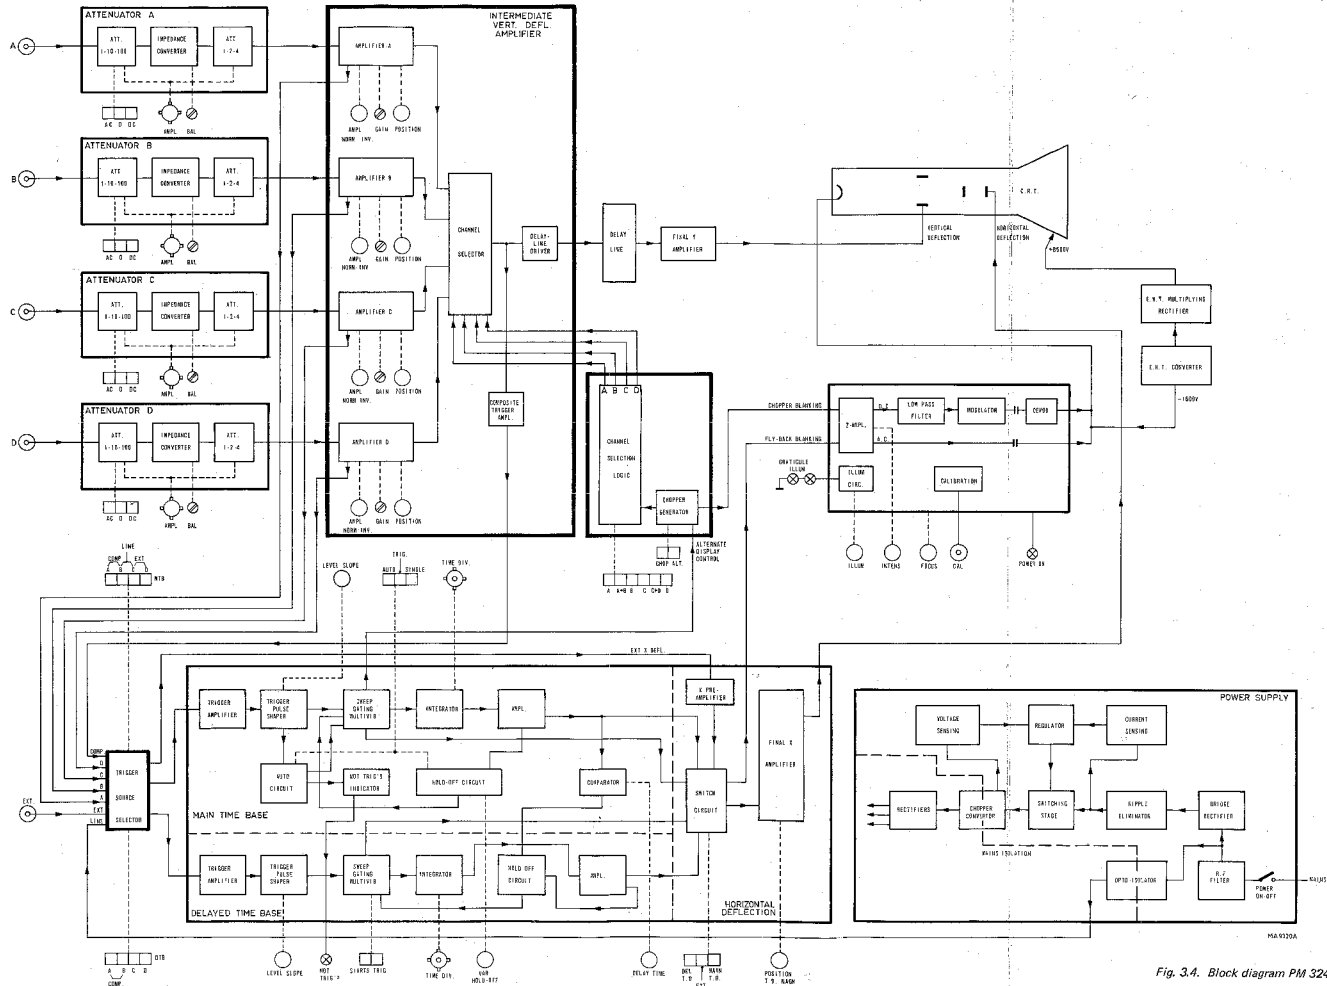 ATTENUATOR A
A
ATT.
1-10-100
IMPEDANCE
CONVERTER
ATT.
1-2-4
AC 0 DC
AMPL BAL
ATTENUATOR B
B
ATT.
1-10-100
IMPEDANCE
CONVERTER
ATT.
1-2-4
AC 0 DC
AMPL BAL
ATTENUATOR C
C
ATT.
1-10-100
IMPEDANCE
CONVERTER
ATT.
1-2-4
AC 0 DC
AMPL BAL
ATTENUATOR D
D
ATT.
1-10-100
IMPEDANCE
CONVERTER
ATT.
1-2-4
AC 0 DC
AMPL BAL
INTERMEDIATE
VERT. DEFL.
AMPLIFIER
AMPLIFIER A
AMPL GAIN POSITION
NORM INV.
AMPLIFIER B
AMPL GAIN POSITION
NORM-INV.
AMPLIFIER C
AMPL GAIN POSITION
NORM INV.
AMPLIFIER D
AMPL GAIN POSITION
NORM-INV.
CHANNEL
SELECTOR
DELAY-
LINE
DRIVER
DELAY
LINE
FINAL Y
AMPLIFIER
COMPOSITE
TRIGGER
AMPL.
VERTICAL
DEFLECTION
HORIZONTAL
DEFLECTION
C.R.T.
+8500V
E.H.T. MULTIPLYING
RECTIFIER
E.H.T. CONVERTER
-1500V
A B C D
CHANNEL
SELECTION
LOGIC
CHOPPER
GENERATOR
ALTERNATE
DISPLAY
CONTROL
CHOP ALT.
A A+B B C C+D D
CHOPPER BLANKING
FLY-BACK BLANKING
Z-AMPL.
D.C
A.C
LOW PASS
FILTER
MODULATOR
DEMOD
GRATICULE
ILLUM
ILLUM
CIRC.
CALIBRATION
ILLUM INTENS FOCUS CAL POWER ON
LINE
COMP EXT
A B C D
MTB
LEVEL SLOPE
TRIG.
AUTO SINGLE
TIME DIV.
EXT X DEFL.
TRIGGER
AMPLIFIER
TRIGGER
PULSE
SHAPER
SWEEP
GATING
MULTIVIB
INTEGRATOR
AMPL.
X PRE-
AMPLIFIER
FINAL X
AMPLIFIER
AUTO
CIRCUIT
NOT TRIG'D
INDICATOR
HOLD-OFF CIRCUIT
COMPARATOR
SWITCH
CIRCUIT
MAIN TIME BASE
COMP
D
C
B
A
EXT
LINE
EXT.
TRIGGER
SOURCE
SELECTOR
TRIGGER
AMPLIFIER
TRIGGER
PULSE
SHAPER
SWEEP
GATING
MULTIVIB
INTEGRATOR
HOLD OFF
CIRCUIT
AMPL.
DELAYED TIME BASE
HORIZONTAL
DEFLECTION
A B C D
COMP.
DTB
LEVEL SLOPE
NOT
TRIG'D
STARTS TRIG
TIME DIV.
VAR
HOLD-OFF
DELAY TIME
DEL MAIN
T.B T.B.
EXT
POSITION
T.B. MAGN
POWER SUPPLY
VOLTAGE
SENSING
REGULATOR
CURRENT
SENSING
RECTIFIERS
CHOPPER
CONVERTOR
SWITCHING
STAGE
RIPPLE
ELIMINATOR
BRIDGE
RECTIFIER
MAINS ISOLATION
OPTO-ISOLATOR
R.F
FILTER
POWER
ON-OFF
MAINS
MA9320A
Fig. 3.4. Block diagram PM 324